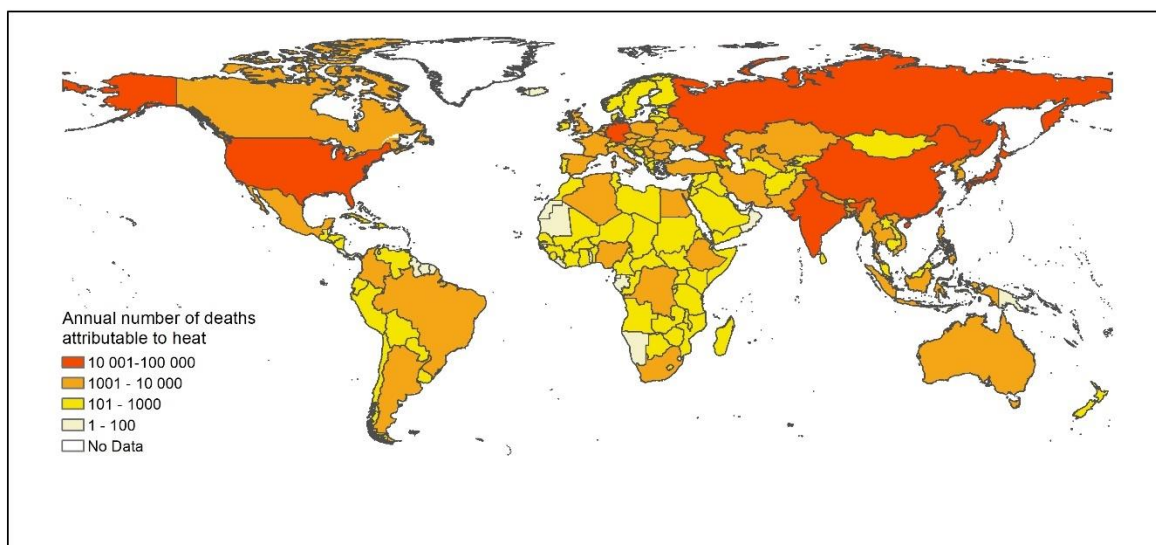 Annual number of deaths
attributable to heat
10 001-100 000
1001 - 10 000
101 - 1000
1 - 100
No Data